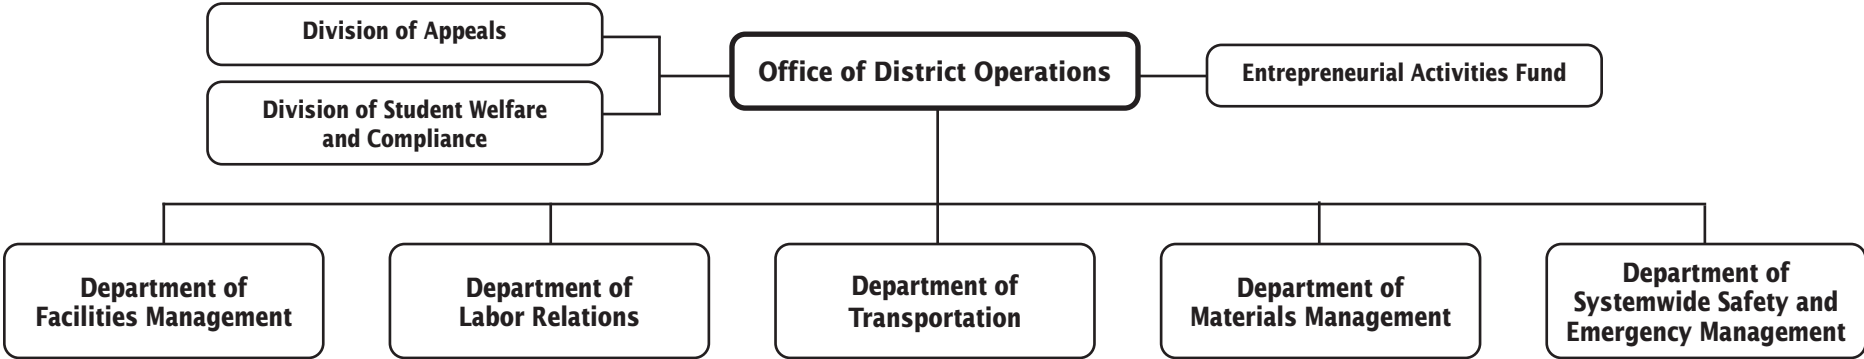 Division of Appeals
Office of District Operations
Entrepreneurial Activities Fund
Division of Student Welfare
and Compliance
Department of
Facilities Management
Department of
Labor Relations
Department of
Transportation
Department of
Materials Management
Department of
Systemwide Safety and
Emergency Management